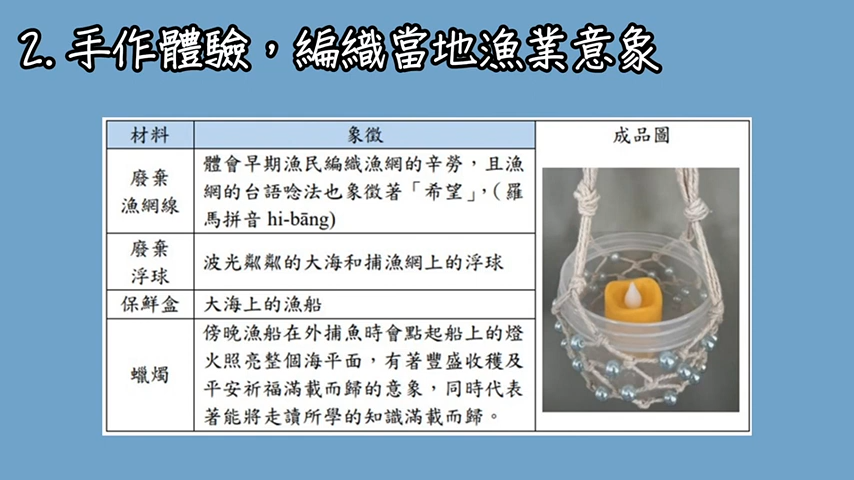 2. 手作體驗，編織當地漁業意象
材料
象徵
成品圖
廢棄
漁網線
體會早期漁民編織漁網的辛勞，且漁
網的台語唸法也象徵著「希望」，（羅
馬拼音 hi-bāng)
廢棄
浮球
波光粼粼的大海和捕漁網上的浮球
保鮮盒
大海上的漁船
蠟燭
傍晚漁船在外捕魚時會點起船上的燈
火照亮整個海平面，有著豐盛收穫及
平安祈福滿載而歸的意象，同時代表
著能將走讀所學的知識滿載而歸。